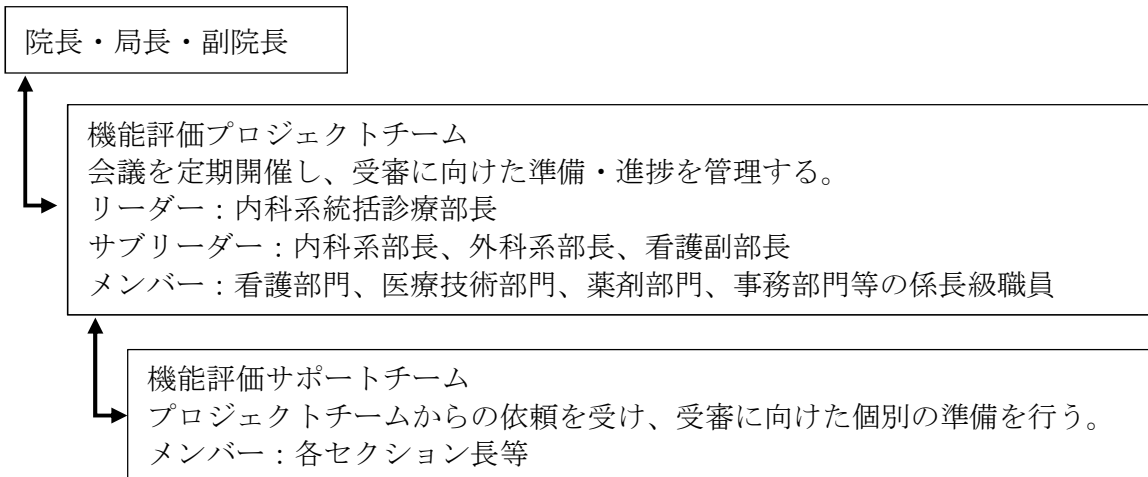 院長・局長・副院長
機能評価プロジェクトチーム
会議を定期開催し、受審に向けた準備・進捗を管理する。
リーダー：内科系統括診療部長
サブリーダー：内科系部長、外科系部長、看護副部長
メンバー：看護部門、医療技術部門、薬剤部門、事務部門等の係長級職員
機能評価サポートチーム
プロジェクトチームからの依頼を受け、受審に向けた個別の準備を行う。
メンバー：各セクション長等